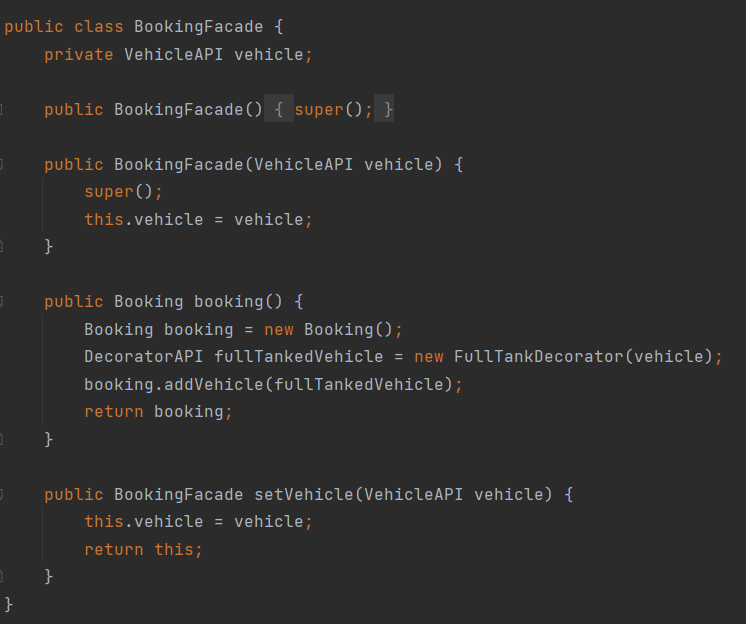 public class BookingFacade {
    private VehicleAPI vehicle;
    public BookingFacade() { super(); }
    public BookingFacade(VehicleAPI vehicle) {
        super();
        this.vehicle = vehicle;
    }
    public Booking booking() {
        Booking booking = new Booking();
        DecoratorAPI fullTankedVehicle = new FullTankDecorator(vehicle);
        booking.addVehicle(fullTankedVehicle);
        return booking;
    }
    public BookingFacade setVehicle(VehicleAPI vehicle) {
        this.vehicle = vehicle;
        return this;
    }
}